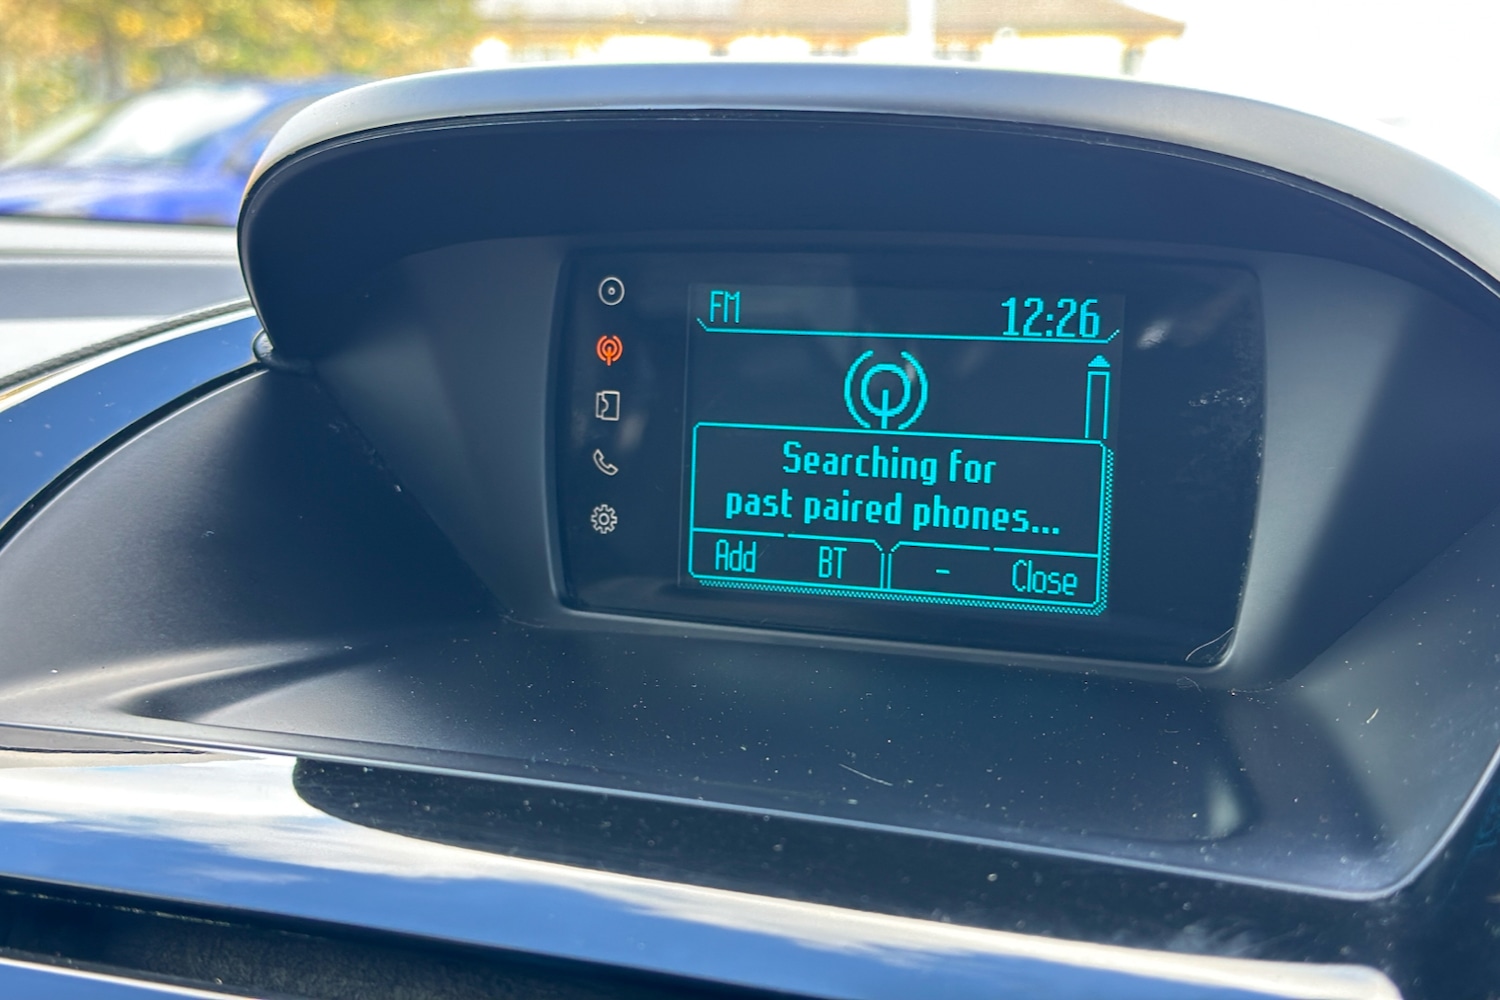 FM 12:26
Searching for
past paired phones...
Add BT - Close